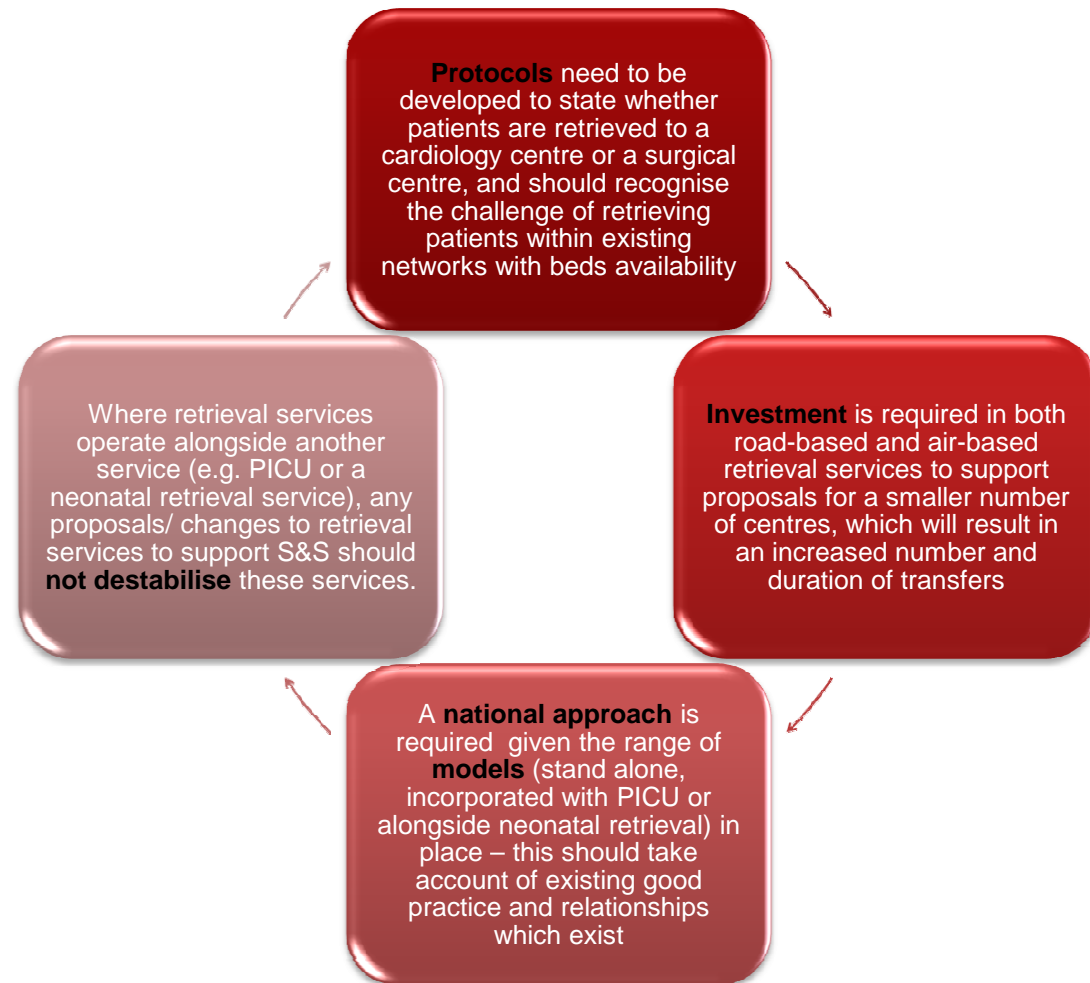 Protocols need to be
developed to state whether
patients are retrieved to a
cardiology centre or a surgical
centre, and should recognise
the challenge of retrieving
patients within existing
networks with beds availability
Investment is required in both
road-based and air-based
retrieval services to support
proposals for a smaller number
of centres, which will result in
an increased number and
duration of transfers
A national approach is
required given the range of
models (stand alone,
incorporated with PICU or
alongside neonatal retrieval) in
place – this should take
account of existing good
practice and relationships
which exist
Where retrieval services
operate alongside another
service (e.g. PICU or a
neonatal retrieval service), any
proposals/ changes to retrieval
services to support S&S should
not destabilise these services.